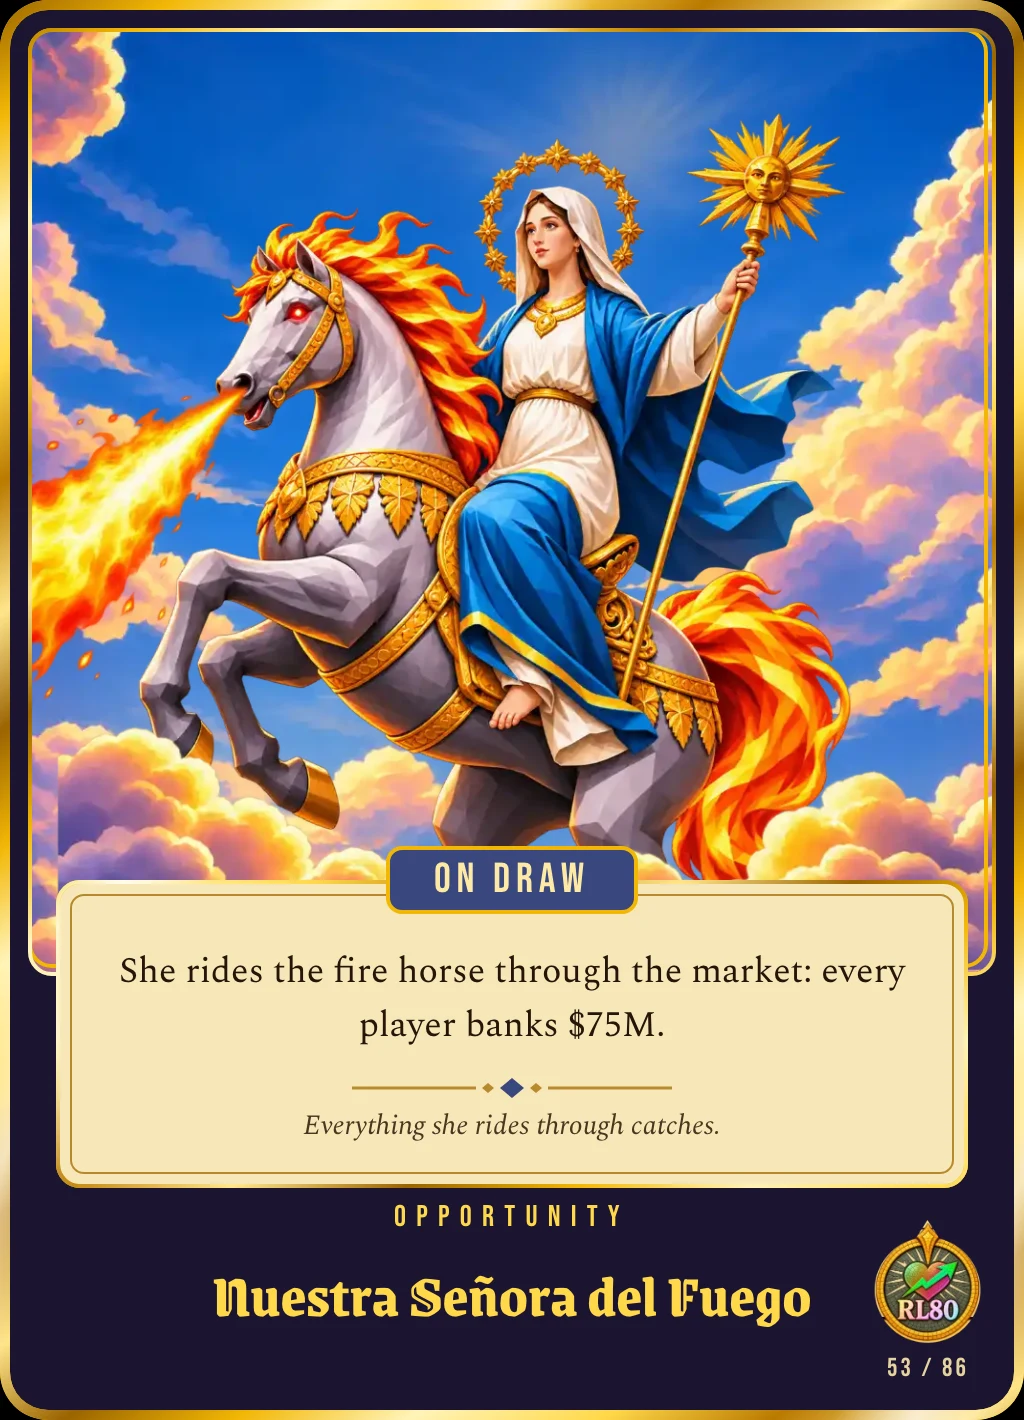 ON DRAW
She rides the fire horse through the market: every
player banks $75M.
Everything she rides through catches.
OPPORTUNITY
Nuestra Señora del Fuego
RL80
53 / 86